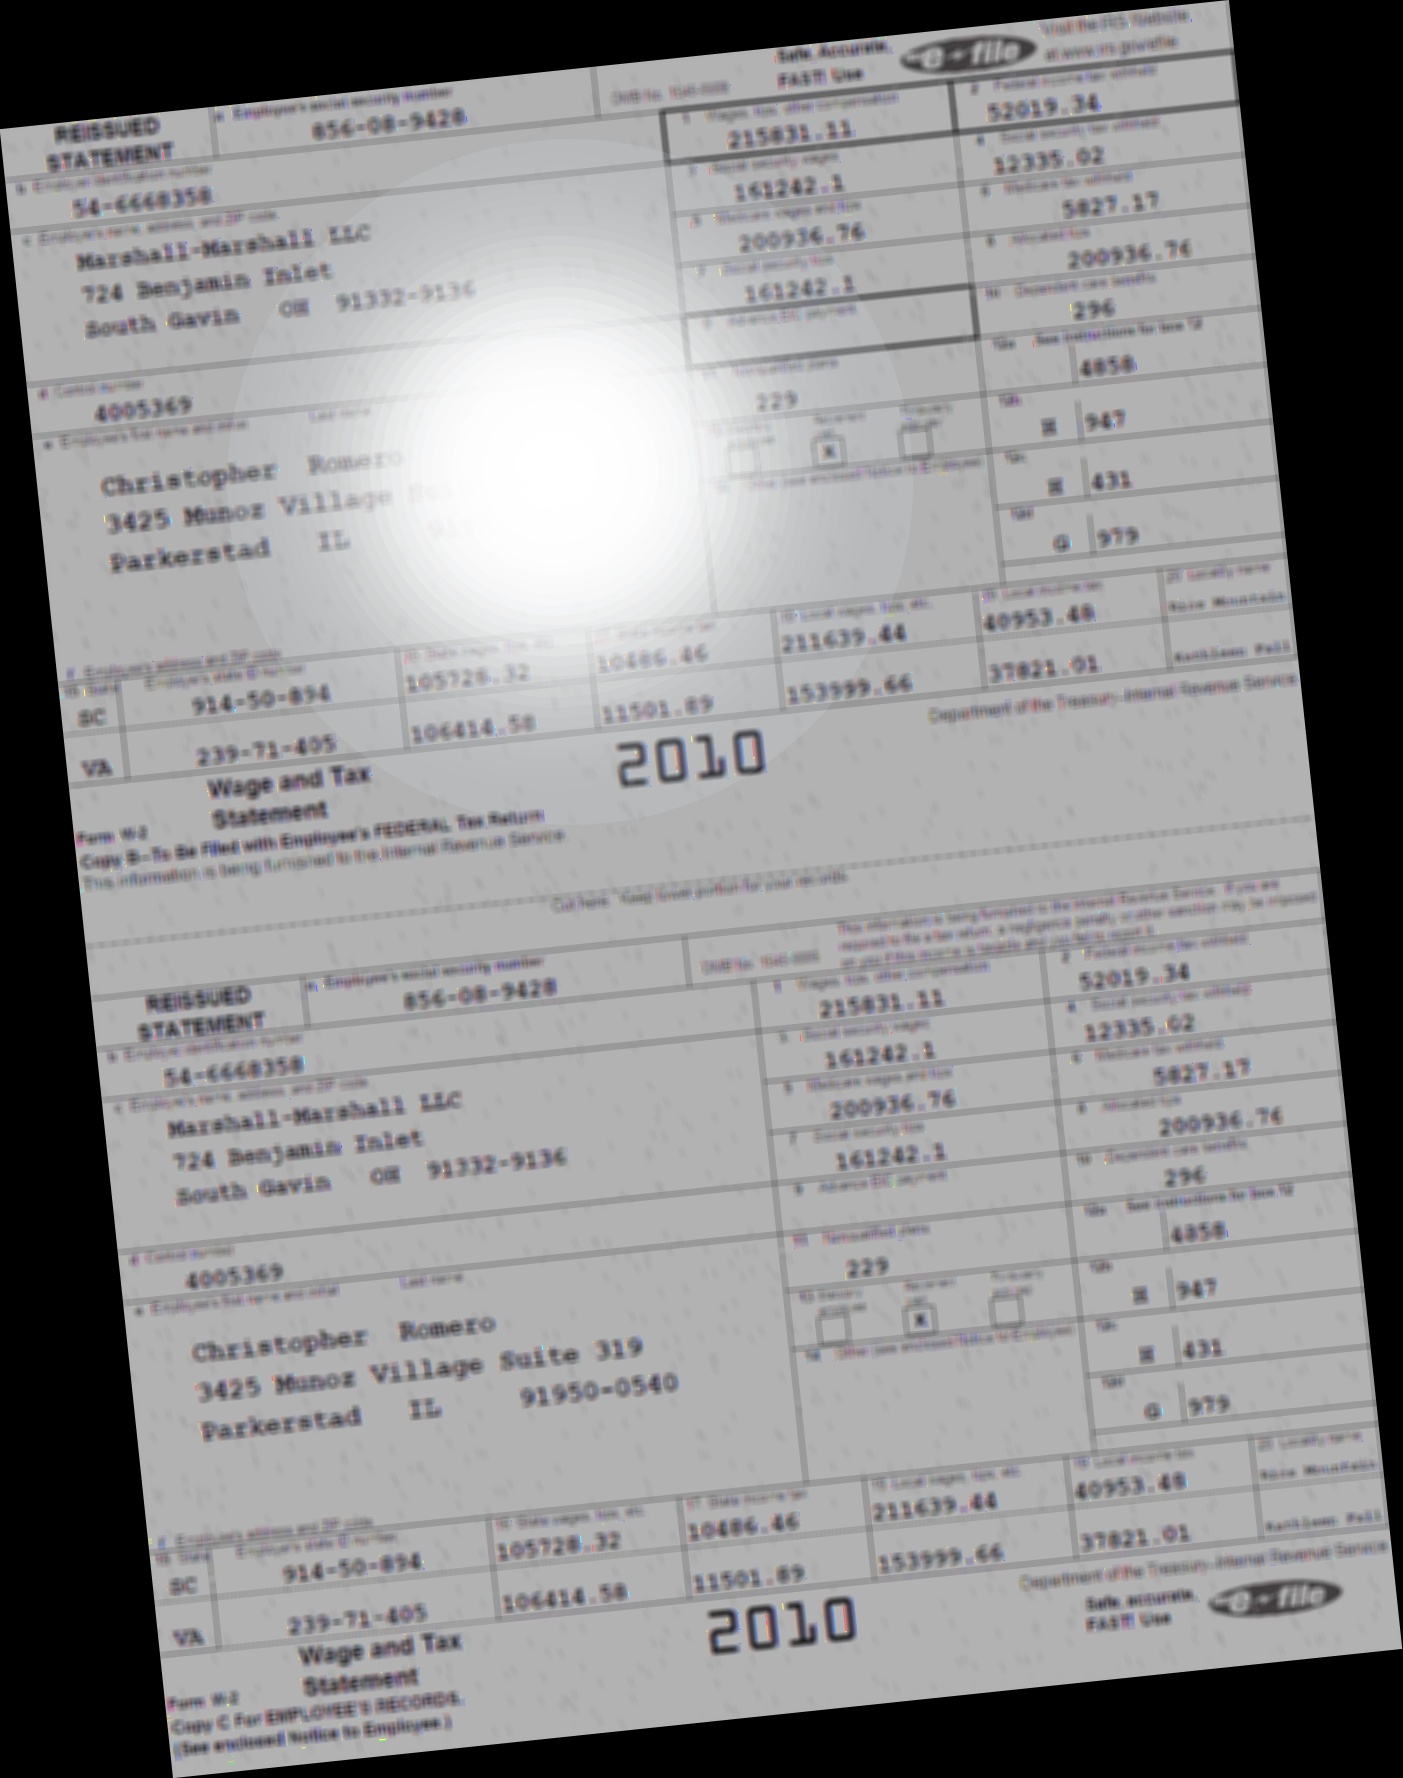 Safe, Accurate, FAST! Use e-file Visit the IRS Website at www.irs.gov/efile
REISSUED STATEMENT
a Employee's social security number
856-08-9428
OMB No. 1545-0008
1 Wages, tips, other compensation
215831.11
2 Federal income tax withheld
52019.34
b Employer identification number
54-6668358
3 Social security wages
161242.1
4 Social security tax withheld
12335.02
c Employer's name, address, and ZIP code
Marshall-Marshall LLC
724 Benjamin Inlet
South Gavin OH 91332-9136
5 Medicare wages and tips
200936.76
6 Medicare tax withheld
5827.17
7 Social security tips
161242.1
8 Allocated tips
200936.76
9 Advance EIC payment
10 Dependent care benefits
296
d Control number
4005369
11 Nonqualified plans
229
12a See instructions for box 12
4858
e Employee's first name and initial Last name
Christopher Romero
3425 Munoz Village
Parkerstad IL
12b
H 947
12c
H 431
12d
G 979
X
14 Other (see enclosed Notice to Employee)
f Employee's address and ZIP code
15 State Employer's state ID number
16 State wages, tips, etc.
17 State income tax
18 Local wages, tips, etc.
19 Local income tax
20 Locality name
SC 914-50-894 105728.32 10486.46 211639.44 40953.48 Mountain
VA 239-71-405 106414.58 11501.89 153999.66 37821.01 Kathleen Fall
Form W-2
Wage and Tax Statement
2010
Department of the Treasury-Internal Revenue Service
Copy B-To Be Filed with Employee's FEDERAL Tax Return
This information is being furnished to the Internal Revenue Service
Cut here - Keep lower portion for your records.
This information is being furnished to the Internal Revenue Service. If you are
required to file a tax return, a negligence penalty or other sanction may be imposed
on you if this income is taxable and you fail to report it.
REISSUED STATEMENT
a Employee's social security number
856-08-9428
OMB No. 1545-0008
1 Wages, tips, other compensation
215831.11
2 Federal income tax withheld
52019.34
b Employer identification number
54-6668358
3 Social security wages
161242.1
4 Social security tax withheld
12335.02
c Employer's name, address, and ZIP code
Marshall-Marshall LLC
724 Benjamin Inlet
South Gavin OH 91332-9136
5 Medicare wages and tips
200936.76
6 Medicare tax withheld
5827.17
7 Social security tips
161242.1
8 Allocated tips
200936.76
9 Advance EIC payment
10 Dependent care benefits
296
d Control number
4005369
11 Nonqualified plans
229
12a See instructions for box 12
4858
e Employee's first name and initial Last name
Christopher Romero
3425 Munoz Village Suite 319
Parkerstad IL 91950-0540
12b
H 947
12c
H 431
12d
G 979
X
14 Other (see enclosed Notice to Employee)
f Employee's address and ZIP code
15 State Employer's state ID number
16 State wages, tips, etc.
17 State income tax
18 Local wages, tips, etc.
19 Local income tax
20 Locality name
SC 914-50-894 105728.32 10486.46 211639.44 40953.48 Mountain
VA 239-71-405 106414.58 11501.89 153999.66 37821.01 Kathleen Fall
Form W-2
Wage and Tax Statement
2010
Department of the Treasury-Internal Revenue Service
Safe, accurate, FAST! Use e-file
Copy C For EMPLOYEE'S RECORDS.
(See enclosed Notice to Employee.)